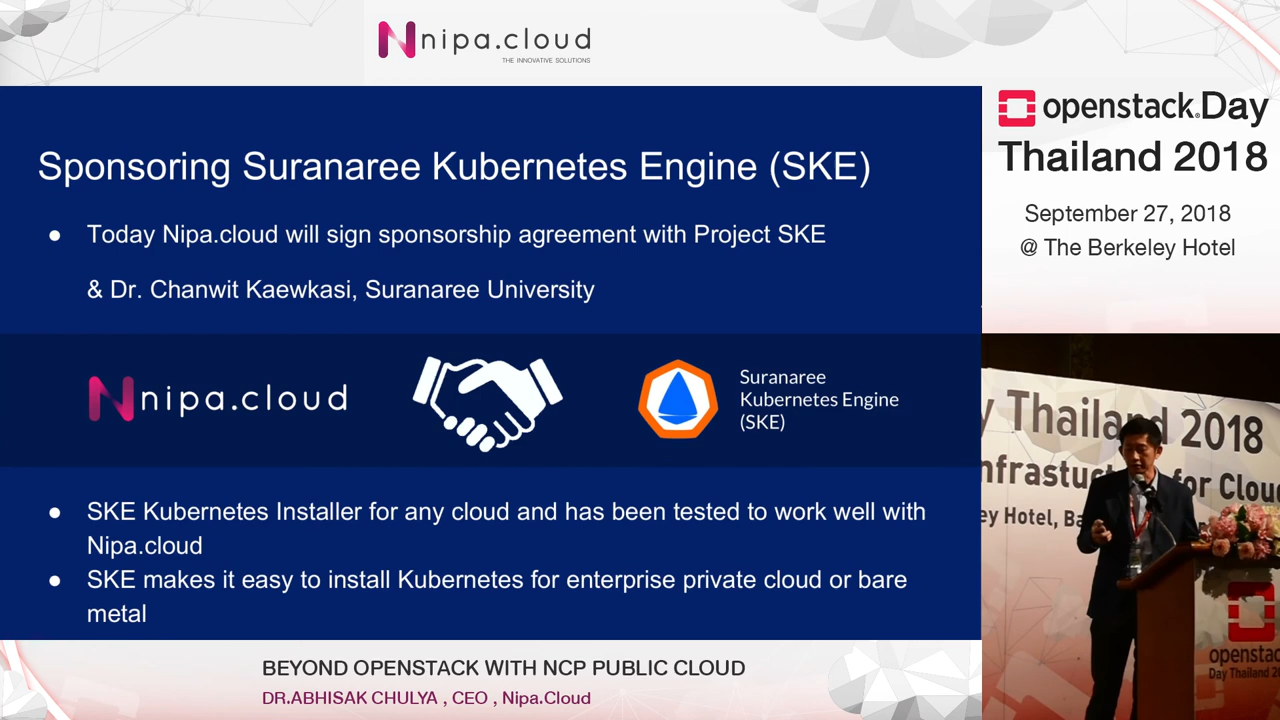 nipa.cloud
THE INNOVATIVE SOLUTIONS
openstack.Day
Thailand 2018
September 27, 2018
@ The Berkeley Hotel
Sponsoring Suranaree Kubernetes Engine (SKE)
● Today Nipa.cloud will sign sponsorship agreement with Project SKE
& Dr. Chanwit Kaewkasi, Suranaree University
nipa.cloud
Suranaree
Kubernetes Engine
(SKE)
● SKE Kubernetes Installer for any cloud and has been tested to work well with
Nipa.cloud
● SKE makes it easy to install Kubernetes for enterprise private cloud or bare
metal
y Thailand 2018
nfrastuc for Clou
ey Hotel, Ba
openstac
Day Thailand 2
BEYOND OPENSTACK WITH NCP PUBLIC CLOUD
DR.ABHISAK CHULYA , CEO , Nipa.Cloud